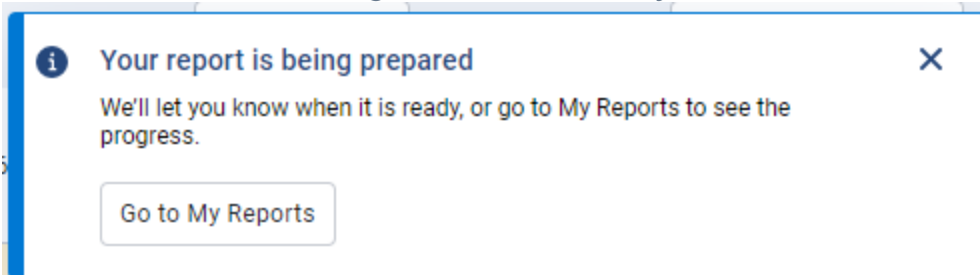 Your report is being prepared
We'll let you know when it is ready, or go to My Reports to see the
progress.
Go to My Reports